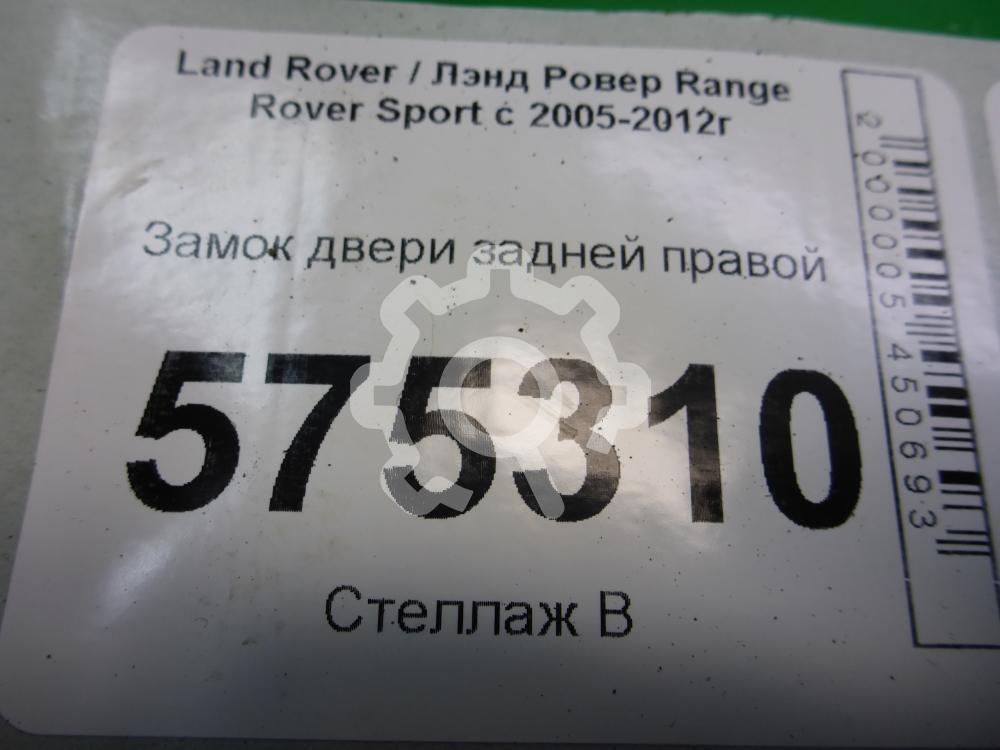 Land Rover / Лэнд Ровер Range
Rover Sport с 2005-2012г
Замок двери задней правой
575310
Стеллаж В
2000005450693